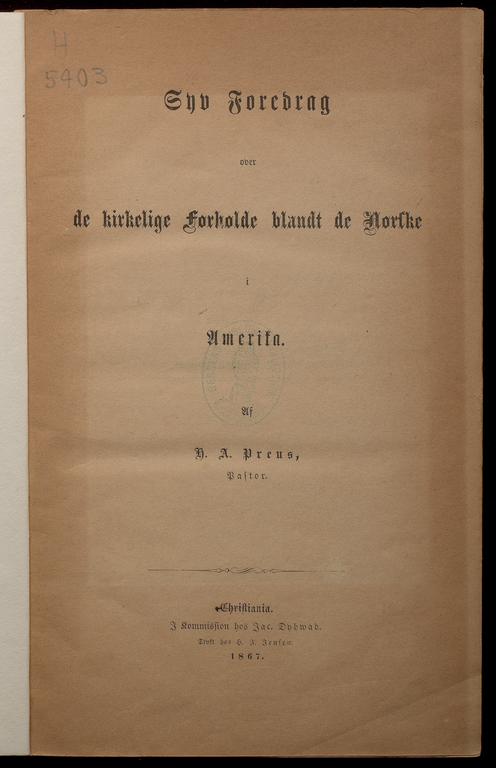 H
5403
Syv Foredrag
over
de kirkelige Forholde blandt de Norske
i
Amerika.
Af
H. A. Preus,
Pastor.
Christiania.
I Kommission hos Jac. Dybwad.
Trykt hos H. J. Jensen.
1867.